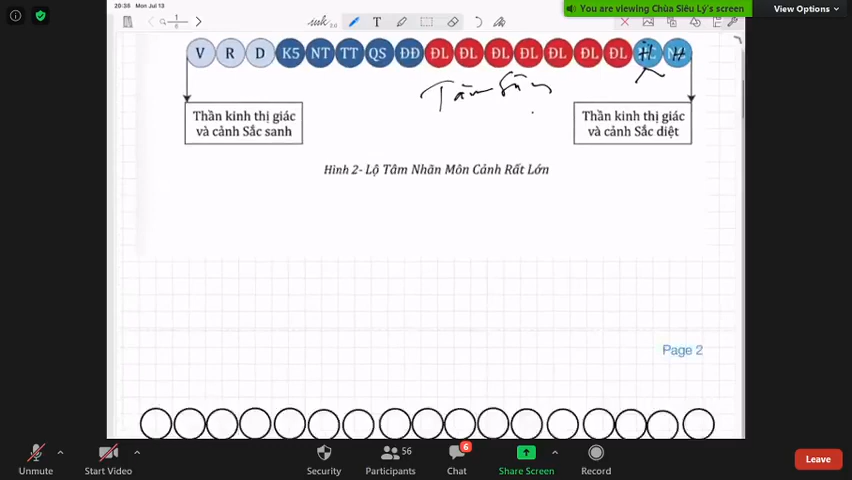 20:38 Mon Jul 13
You are viewing Chùa Siêu Lý's screen
View Options
1
6
T
V R D K5 NT TT QS ĐĐ ĐL ĐL ĐL ĐL ĐL ĐL ĐL
Tâm
Thần kinh thị giác
và cảnh Sắc sanh
Thần kinh thị giác
và cảnh Sắc diệt
Hình 2- Lộ Tâm Nhãn Môn Cảnh Rất Lớn
Page 2
Unmute
Start Video
Security
56
Participants
6
Chat
Share Screen
Record
Leave